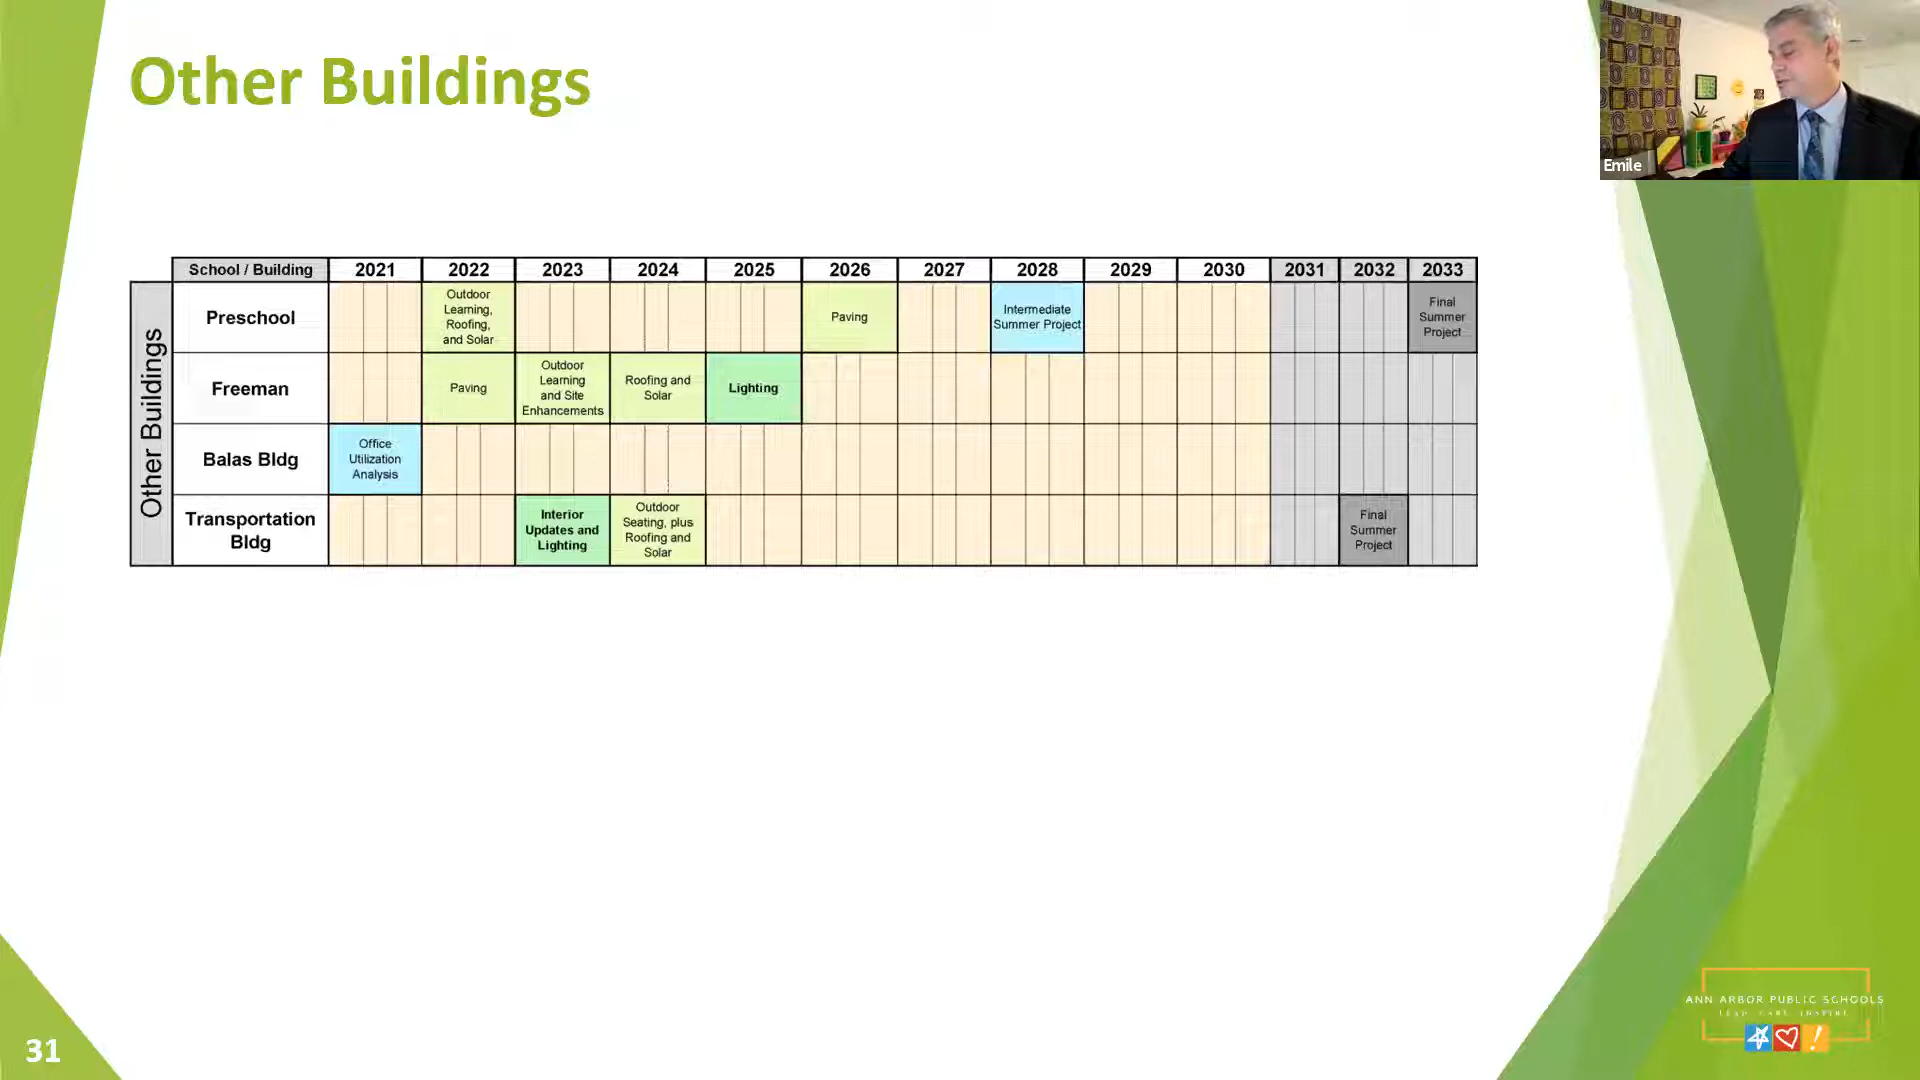 Other Buildings
Emile
School / Building 2021 2022 2023 2024 2025 2026 2027 2028 2029 2030 2031 2032 2033
Other Buildings
Preschool
Outdoor
Learning,
Roofing,
and Solar
Paving
Intermediate
Summer Project
Final
Summer
Project
Freeman
Paving
Outdoor
Learning
and Site
Enhancements
Roofing and
Solar
Lighting
Balas Bldg
Office
Utilization
Analysis
Transportation
Bldg
Interior
Updates and
Lighting
Outdoor
Seating, plus
Roofing and
Solar
Final
Summer
Project
ANN ARBOR PUBLIC SCHOOLS
LEAD. CARE. INSPIRE.
31